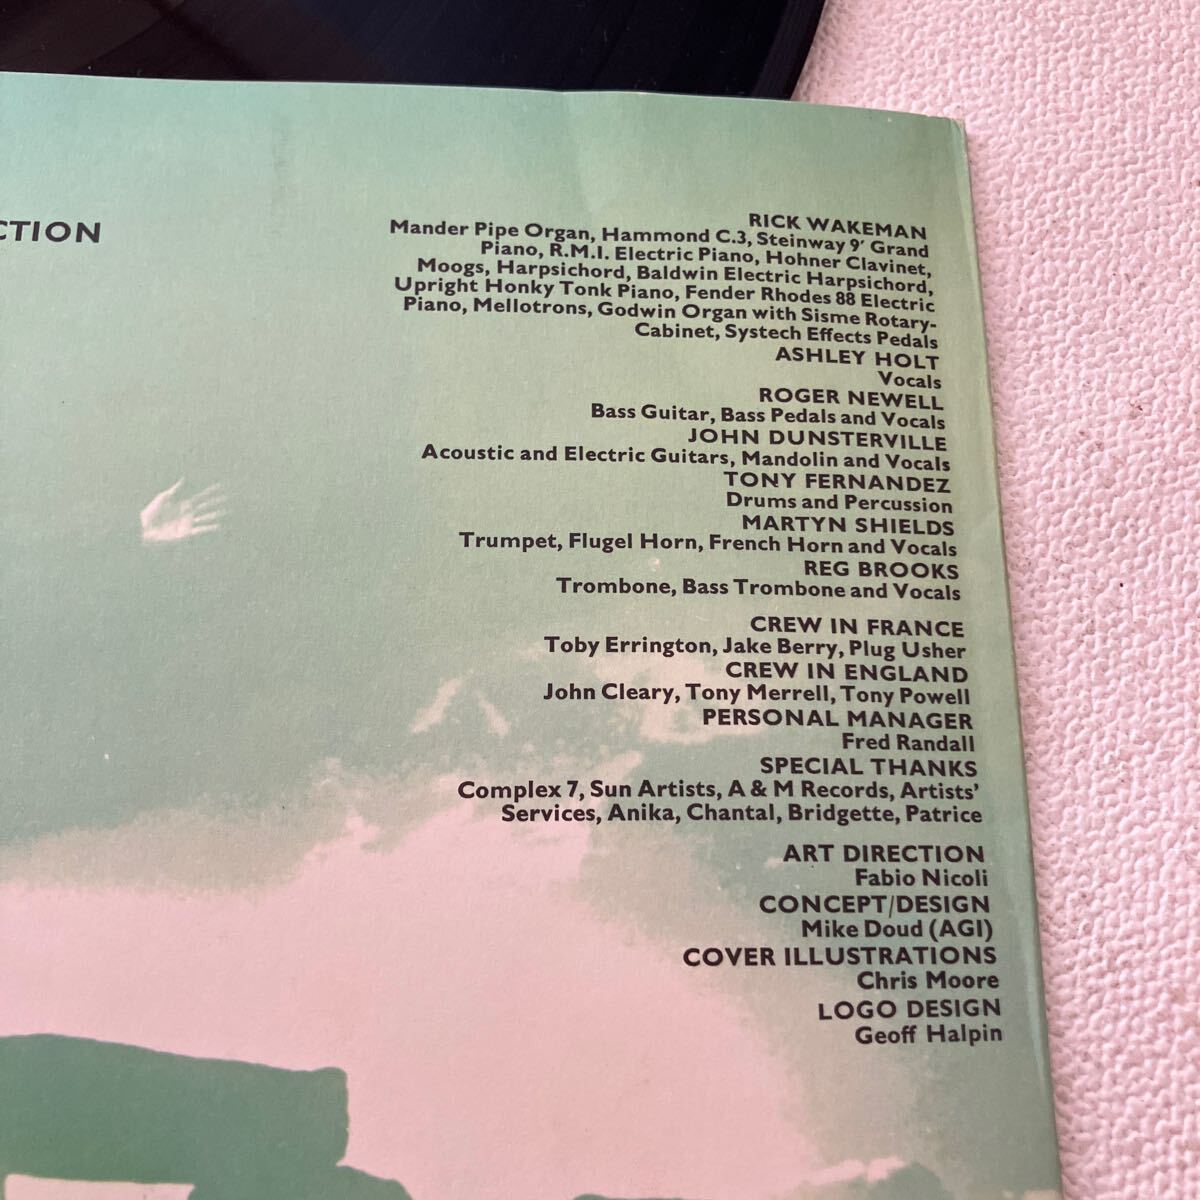 CTION
RICK WAKEMAN
Mander Pipe Organ, Hammond C.3, Steinway 9' Grand
Piano, R.M.I. Electric Piano, Hohner Clavinet,
Moogs, Harpsichord, Baldwin Electric Harpsichord,
Upright Honky Tonk Piano, Fender Rhodes 88 Electric
Piano, Mellotrons, Godwin Organ with Sisme Rotary-
Cabinet, Systech Effects Pedals
ASHLEY HOLT
Vocals
ROGER NEWELL
Bass Guitar, Bass Pedals and Vocals
JOHN DUNSTERVILLE
Acoustic and Electric Guitars, Mandolin and Vocals
TONY FERNANDEZ
Drums and Percussion
MARTYN SHIELDS
Trumpet, Flugel Horn, French Horn and Vocals
REG BROOKS
Trombone, Bass Trombone and Vocals
CREW IN FRANCE
Toby Errington, Jake Berry, Plug Usher
CREW IN ENGLAND
John Cleary, Tony Merrell, Tony Powell
PERSONAL MANAGER
Fred Randall
SPECIAL THANKS
Complex 7, Sun Artists, A & M Records, Artists'
Services, Anika, Chantal, Bridgette, Patrice
ART DIRECTION
Fabio Nicoli
CONCEPT/DESIGN
Mike Doud (AGI)
COVER ILLUSTRATIONS
Chris Moore
LOGO DESIGN
Geoff Halpin